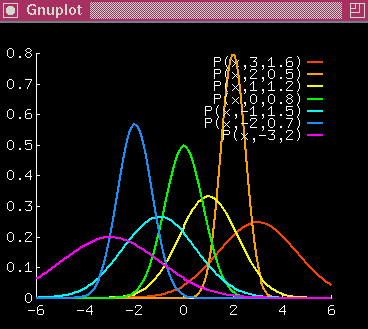 Gnuplot
0.8
0.7
0.6
0.5
0.4
0.3
0.2
0.1
0
P(x,3,1.6)
P(x,2,0.5)
P(x,1,1.2)
P(x,0,0.8)
P(x,-1,1.5)
P(x,-2,0.7)
P(x,-3,2)
-6 -4 -2 0 2 4 6